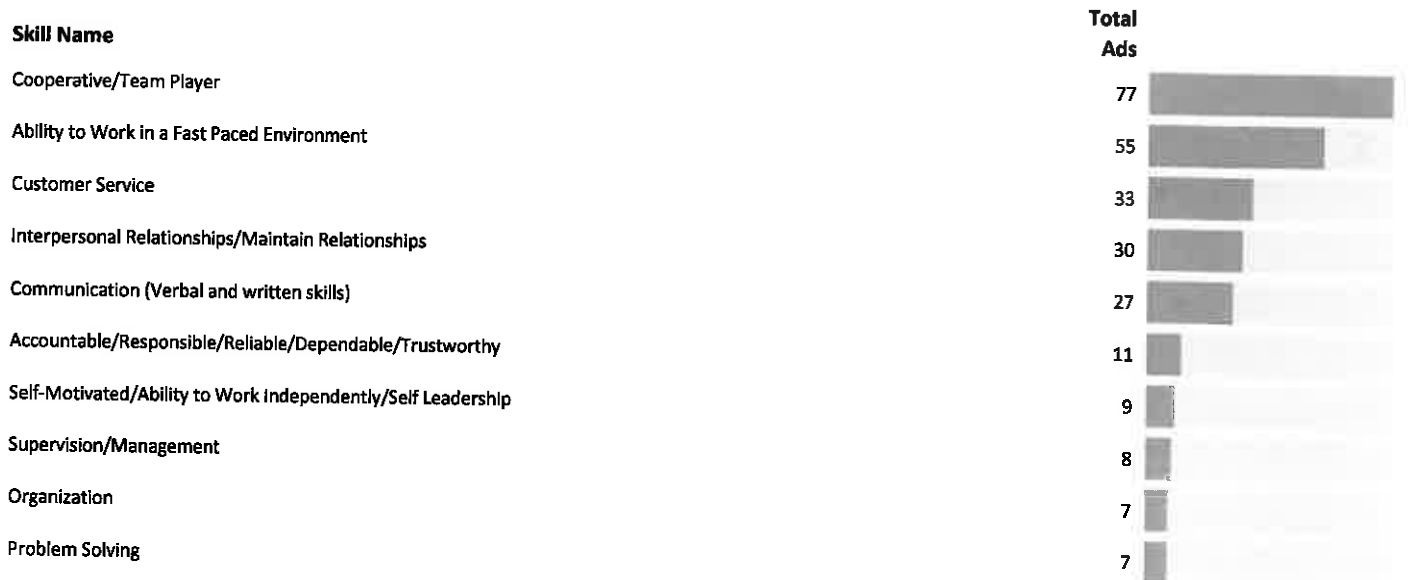 Skill Name Total Ads
Cooperative/Team Player 77
Ability to Work in a Fast Paced Environment 55
Customer Service 33
Interpersonal Relationships/Maintain Relationships 30
Communication (Verbal and written skills) 27
Accountable/Responsible/Reliable/Dependable/Trustworthy 11
Self-Motivated/Ability to Work Independently/Self Leadership 9
Supervision/Management 8
Organization 7
Problem Solving 7